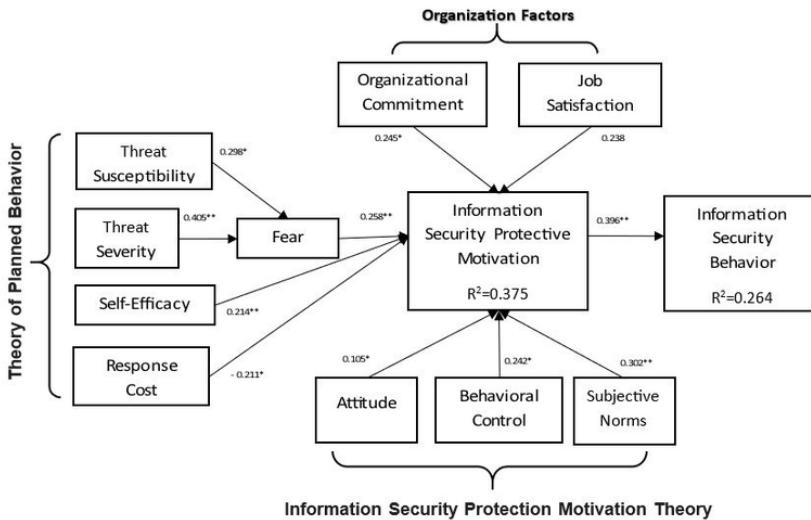 Organization Factors
Organizational
Commitment
Job
Satisfaction
0.245*
0.238
Theory of Planned Behavior
Threat
Susceptibility
0.298*
Threat
Severity
0.405**
Fear
0.258**
Self-Efficacy
0.214**
Response
Cost
- 0.211*
Information
Security Protective
Motivation
R²=0.375
0.396**
Information
Security
Behavior
R²=0.264
0.105*
0.242*
0.302**
Attitude
Behavioral
Control
Subjective
Norms
Information Security Protection Motivation Theory